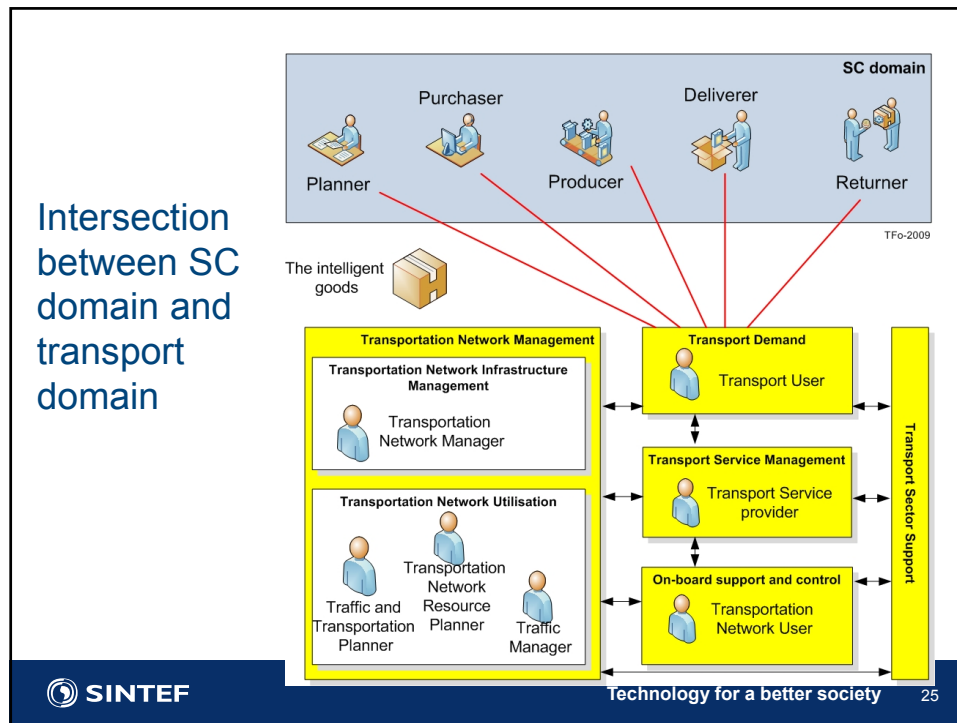 Intersection
between SC
domain and
transport
domain
SC domain
Planner
Purchaser
Producer
Deliverer
Returner
TFo-2009
The intelligent
goods
Transportation Network Management
Transportation Network Infrastructure
Management
Transportation
Network Manager
Transportation Network Utilisation
Traffic and
Transportation
Planner
Transportation
Network
Resource
Planner
Traffic
Manager
Transport Demand
Transport User
Transport Service Management
Transport Service
provider
On-board support and control
Transportation
Network User
Transport Sector Support
SINTEF
Technology for a better society
25